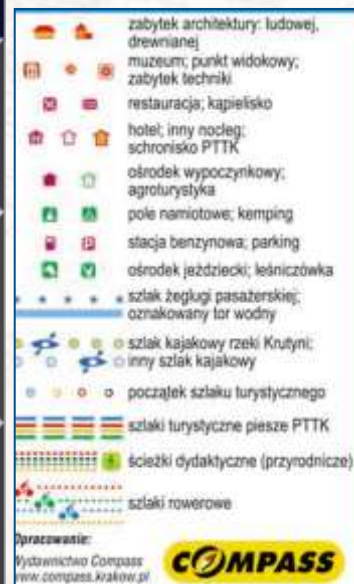 zabytek architektury: ludowej,
drewnianej
muzeum; punkt widokowy;
zabytek techniki
restauracja; kąpielisko
hotel; inny nocleg;
schronisko PTTK
ośrodek wypoczynkowy;
agroturystyka
pole namiotowe; kemping
stacja benzynowa; parking
ośrodek jeździecki; leśniczówka
szlak żeglugi pasażerskiej;
oznakowany tor wodny
szlak kajakowy rzeki Krutyni;
inny szlak kajakowy
początek szlaku turystycznego
szlaki turystyczne piesze PTTK
ścieżki dydaktyczne (przyrodnicze)
szlaki rowerowe
Opracowanie:
Wydawnictwo Compass
www.compass.krakow.pl
COMPASS